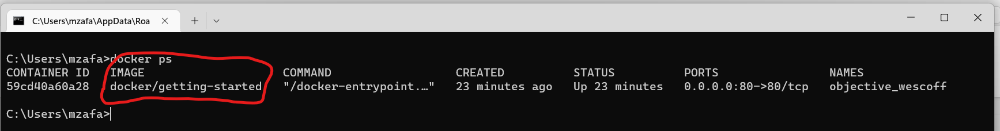 C:\Users\mzafa\AppData\Roa
C:\Users\mzafa>docker ps
CONTAINER ID IMAGE COMMAND CREATED STATUS PORTS NAMES
59cd40a60a28 docker/getting-started "/docker-entrypoint.…" 23 minutes ago Up 23 minutes 0.0.0.0:80->80/tcp objective_wescoff
C:\Users\mzafa>